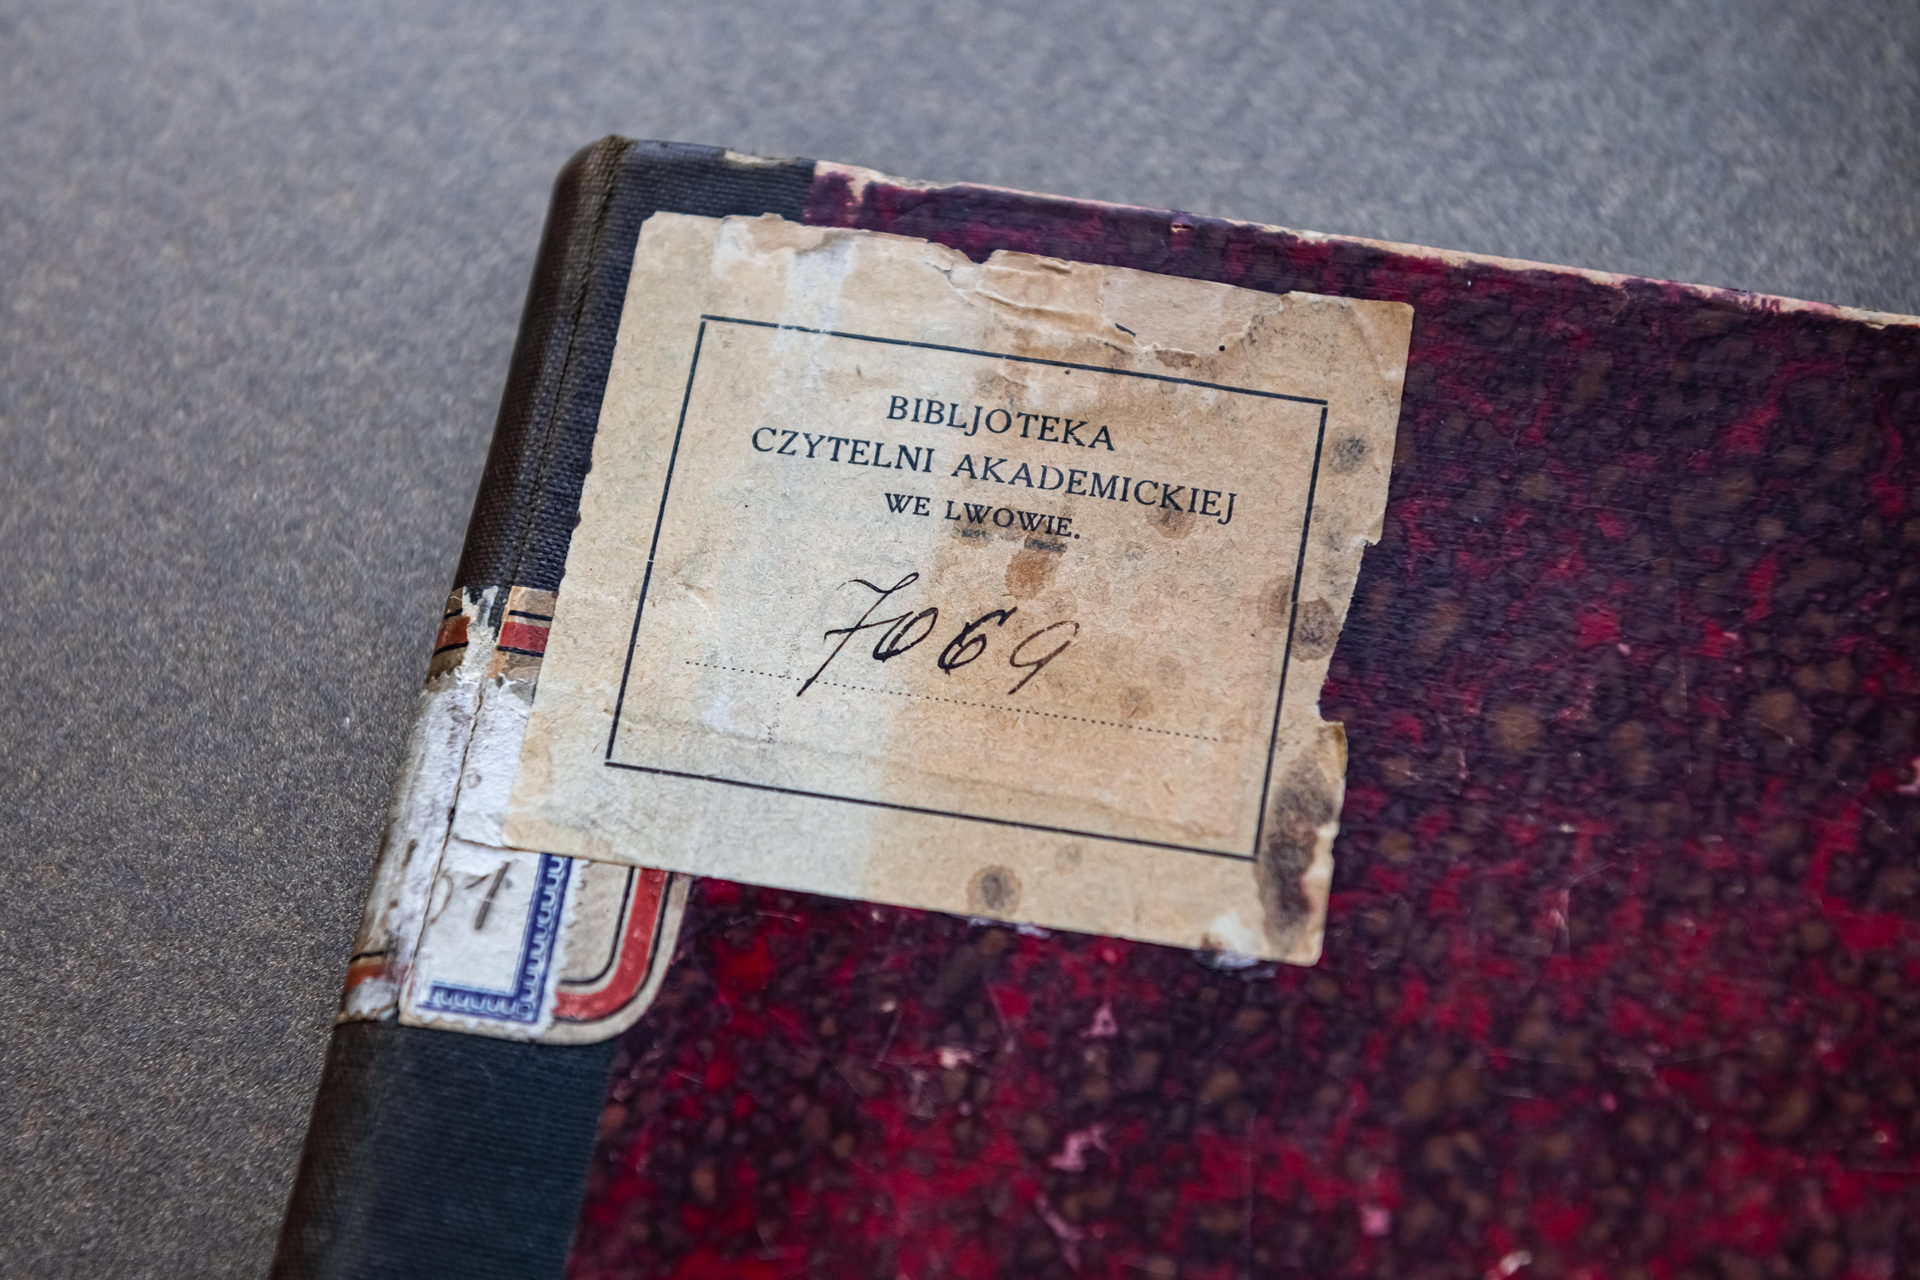 BIBLJOTEKA
CZYTELNI AKADEMICKIEJ
WE LWOWIE.
7069